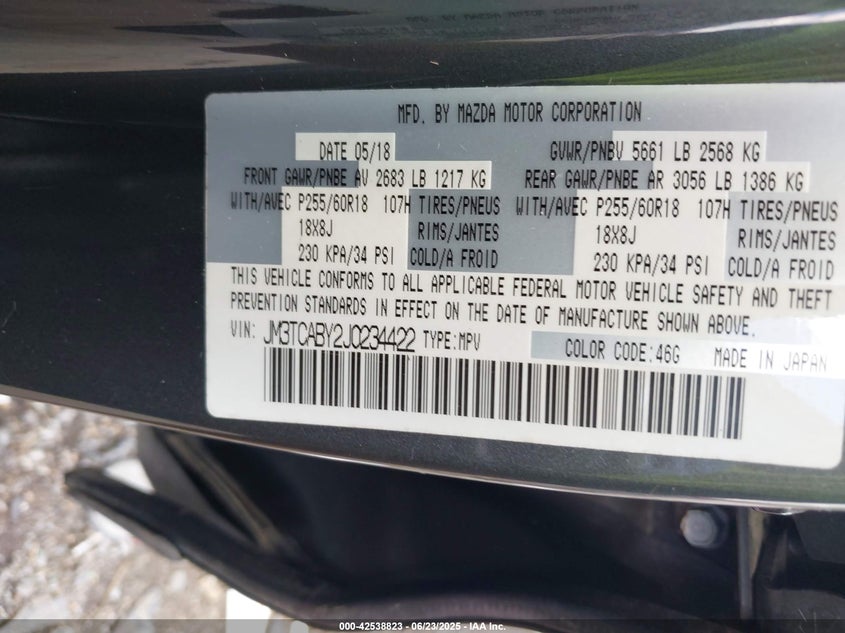 MFD. BY MAZDA MOTOR CORPORATION
DATE 05/18 GVWR/PNBV 5661 LB 2568 KG
FRONT GAWR/PNBE AV 2683 LB 1217 KG REAR GAWR/PNBE AR 3056 LB 1386 KG
WITH/AVEC P255/60R18 107H TIRES/PNEUS WITH/AVEC P255/60R18 107H TIRES/PNEUS
18X8J RIMS/JANTES 18X8J RIMS/JANTES
230 KPA/34 PSI COLD/A FROID 230 KPA/34 PSI COLD/A FROID
THIS VEHICLE CONFORMS TO ALL APPLICABLE FEDERAL MOTOR VEHICLE SAFETY AND THEFT
PREVENTION STANDARDS IN EFFECT ON THE DATE OF MANUFACTURE SHOWN ABOVE.
VIN: JM3TCABY2J0234422 TYPE:MPV COLOR CODE:46G MADE IN JAPAN
000-42538823 - 06/23/2025 - IAA Inc.